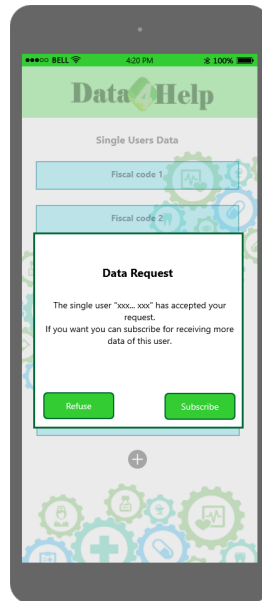 BELL 4:20 PM 100%
Data4Help
Single Users Data
Fiscal code 1
Fiscal code 2
Data Request
The single user "xxx... xxx" has accepted your
request.
If you want you can subscribe for receiving more
data of this user.
Refuse Subscribe